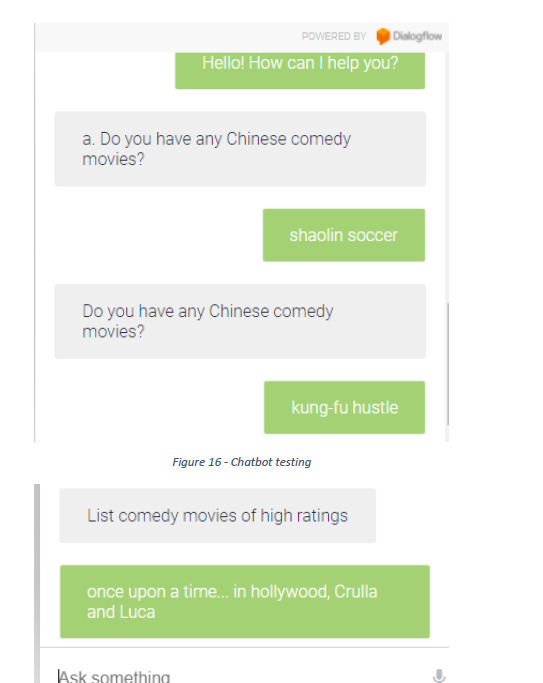 POWERED BY Dialogflow
Hello! How can I help you?
a. Do you have any Chinese comedy
movies?
shaolin soccer
Do you have any Chinese comedy
movies?
kung-fu hustle
Figure 16 - Chatbot testing
List comedy movies of high ratings
once upon a time... in hollywood, Crulla
and Luca
Ask something